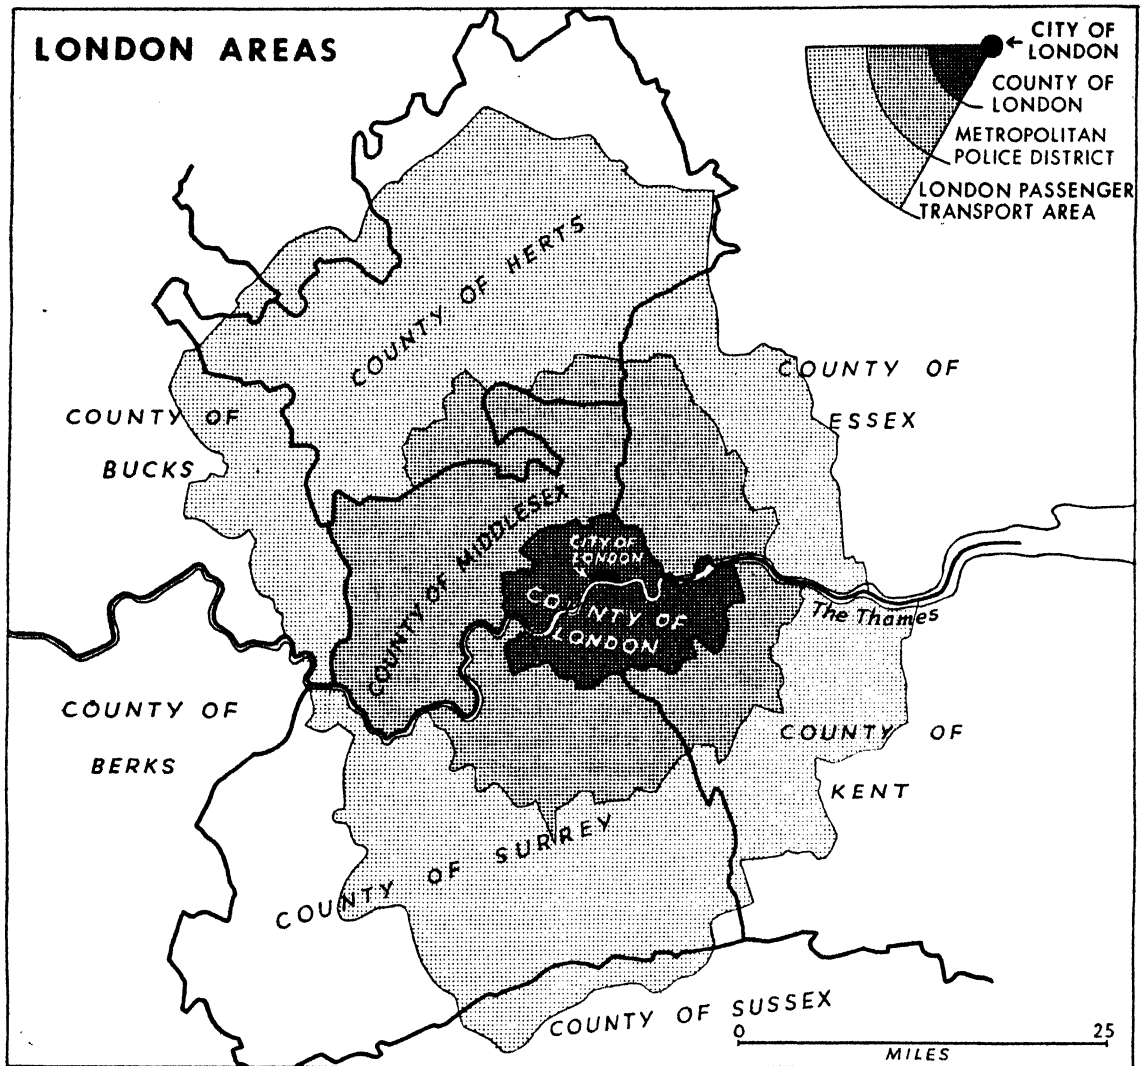 LONDON AREAS
CITY OF
LONDON
COUNTY OF
LONDON
METROPOLITAN
POLICE DISTRICT
LONDON PASSENGER
TRANSPORT AREA
COUNTY OF HERTS
COUNTY OF
ESSEX
COUNTY OF
BUCKS
COUNTY OF MIDDLESEX
CITY OF
LONDON
COUNTY OF
LONDON
The Thames
COUNTY OF
BERKS
COUNTY OF
KENT
COUNTY OF SURREY
COUNTY OF SUSSEX
0 25
MILES